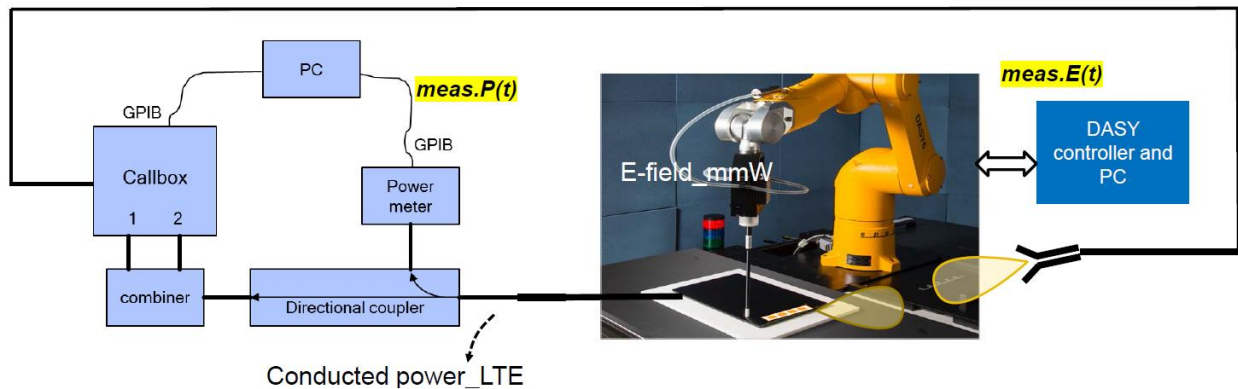 PC
meas.P(t)
meas.E(t)
GPIB
GPIB
Callbox
1 2
Power
meter
E-field_mmW
DASY
controller and
PC
combiner
Directional coupler
Conducted power_LTE